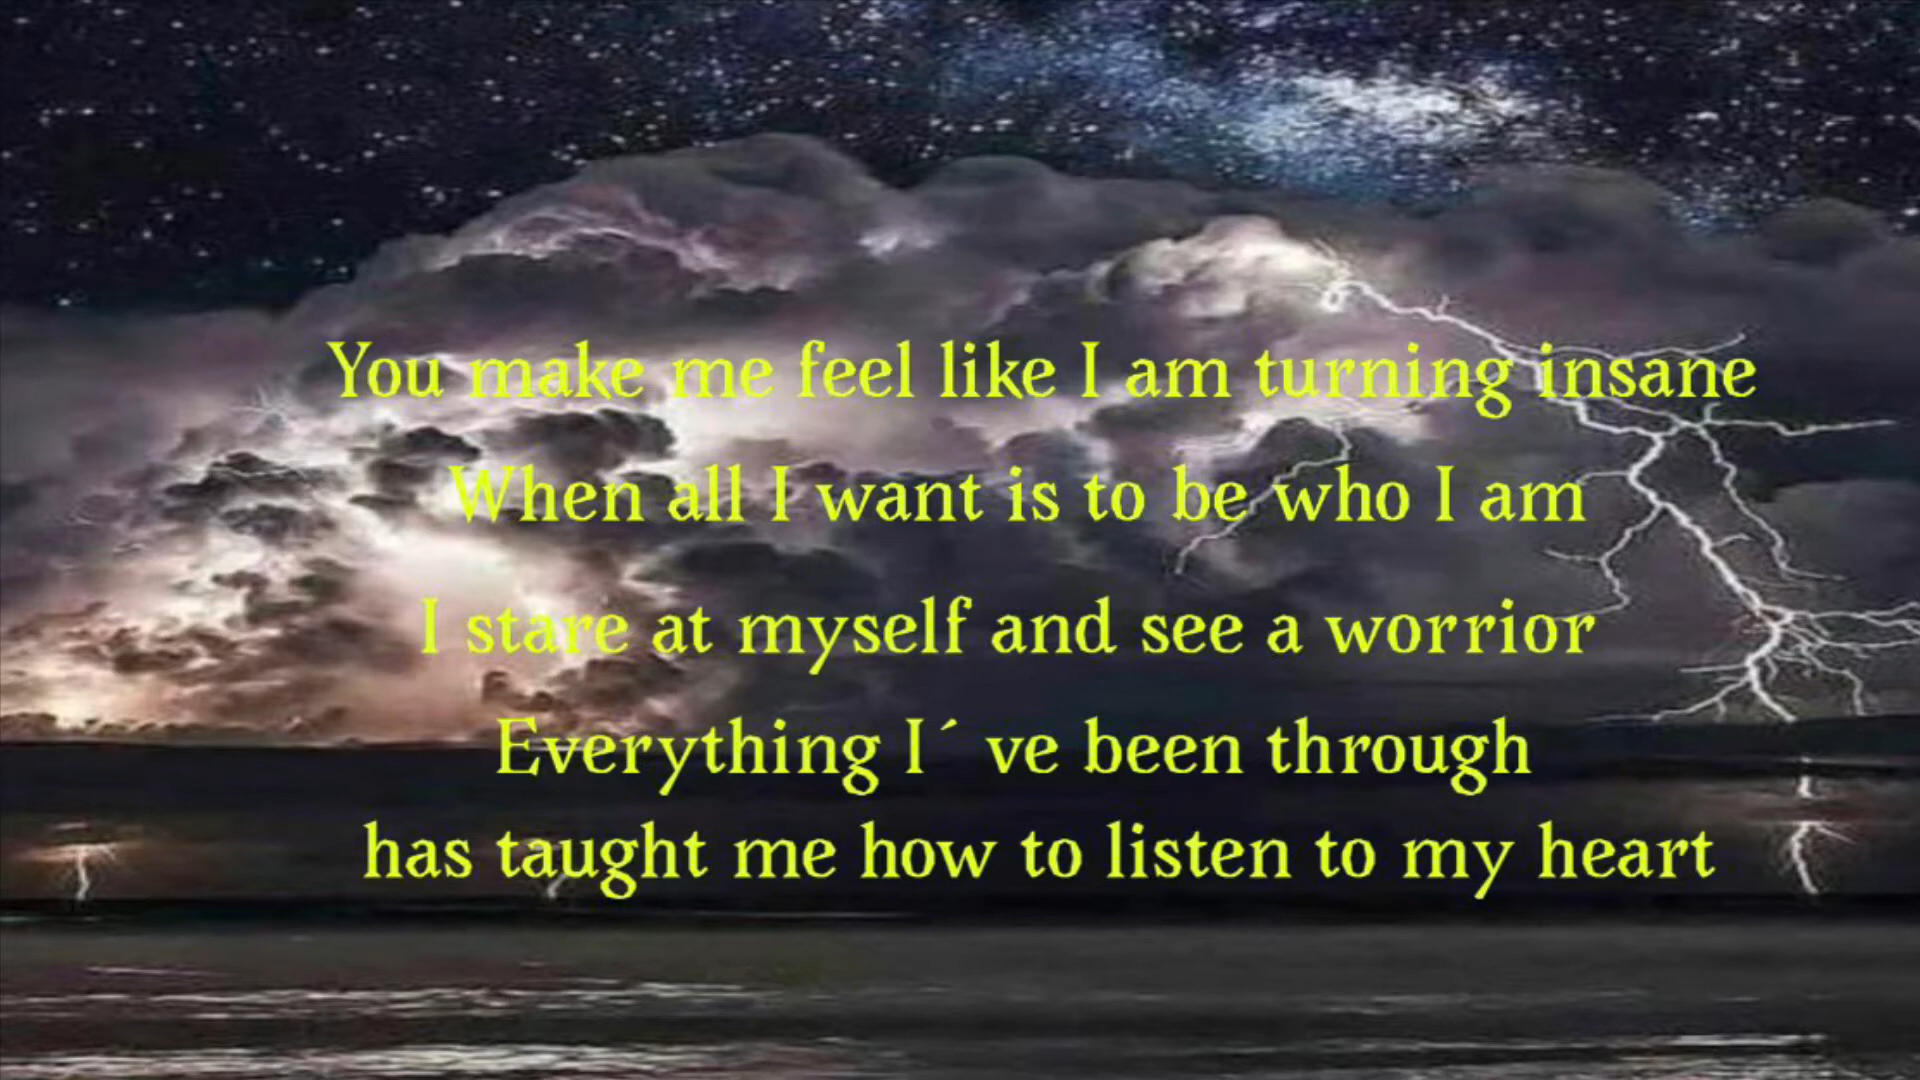 You make me feel like I am turning insane
When all I want is to be who I am
I stare at myself and see a worrior
Everything I´ ve been through
has taught me how to listen to my heart